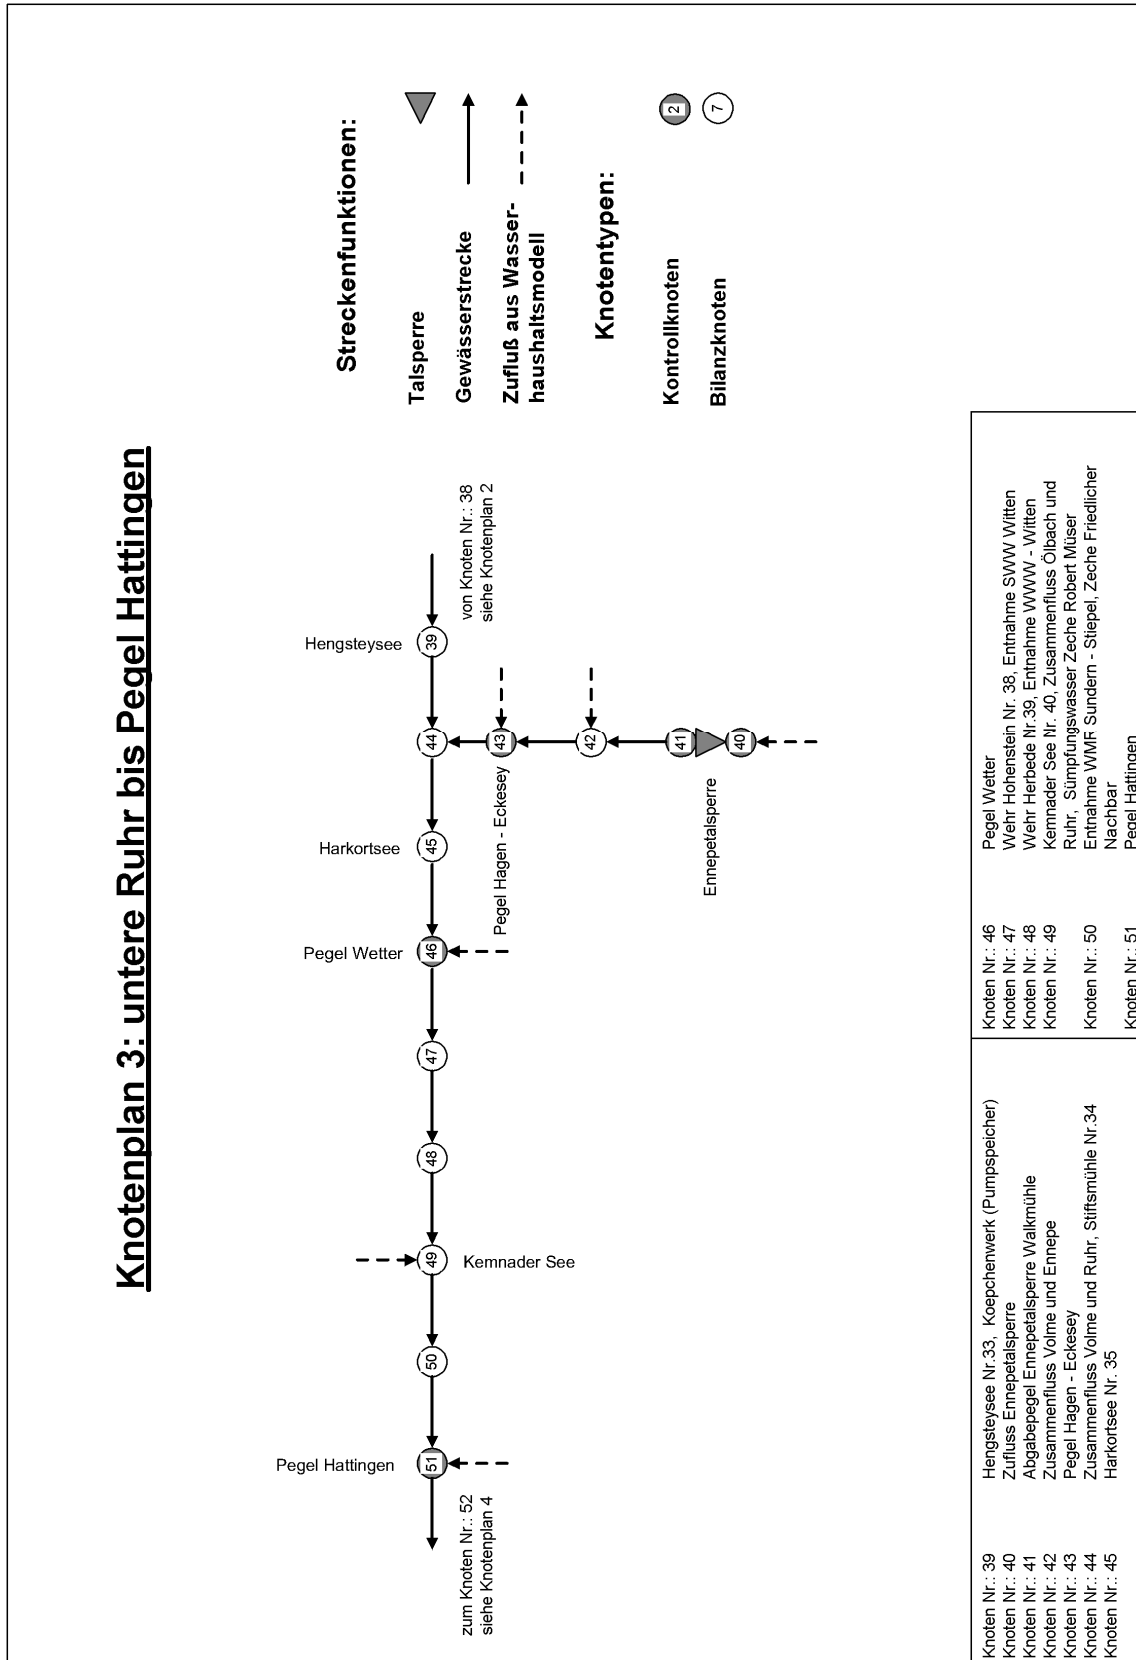 Knotenplan 3: untere Ruhr bis Pegel Hattingen
Streckenfunktionen:
Talsperre
Gewässerstrecke
Zufluß aus Wasser-
haushaltsmodell
Knotentypen:
Kontrollknoten
2
Bilanzknoten
7
Hengsteysee
39
von Knoten Nr.: 38
siehe Knotenplan 2
44
43
Pegel Hagen - Eckesey
42
41
40
Ennepetalsperre
Harkortsee
45
Pegel Wetter
46
47
48
49
Kemnader See
50
Pegel Hattingen
51
zum Knoten Nr.: 52
siehe Knotenplan 4
Knoten Nr.: 39 Hengsteysee Nr.33, Koepchenwerk (Pumpspeicher)
Knoten Nr.: 40 Zufluss Ennepetalsperre
Knoten Nr.: 41 Abgabepegel Ennepetalsperre Walkmühle
Knoten Nr.: 42 Zusammenfluss Volme und Ennepe
Knoten Nr.: 43 Pegel Hagen - Eckesey
Knoten Nr.: 44 Zusammenfluss Volme und Ruhr, Stiftsmühle Nr.34
Knoten Nr.: 45 Harkortsee Nr. 35
Knoten Nr.: 46 Pegel Wetter
Knoten Nr.: 47 Wehr Hohenstein Nr. 38, Entnahme SWW Witten
Knoten Nr.: 48 Wehr Herbede Nr.39, Entnahme WWW - Witten
Knoten Nr.: 49 Kemnader See Nr. 40, Zusammenfluss Ölbach und
Ruhr, Sümpfungswasser Zeche Robert Müser
Knoten Nr.: 50 Entnahme WMR Sundern - Stiepel, Zeche Friedlicher
Nachbar
Knoten Nr.: 51 Pegel Hattingen